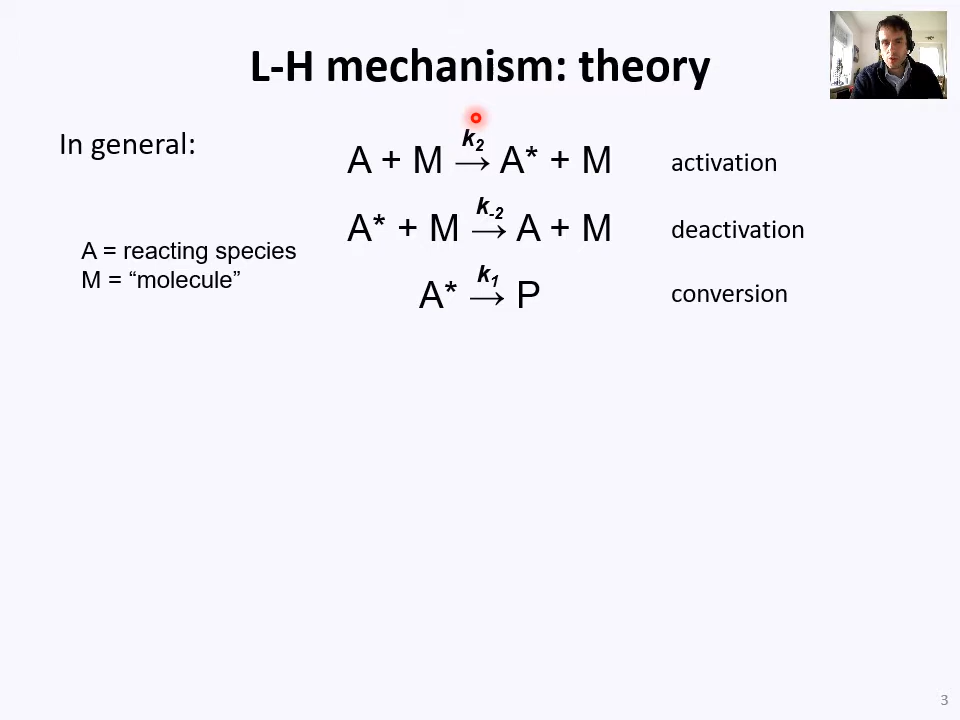 L-H mechanism: theory
In general:
A + M →k₂ A* + M activation
A* + M →k₋₂ A + M deactivation
A = reacting species
M = “molecule”
A* →k₁ P conversion
3